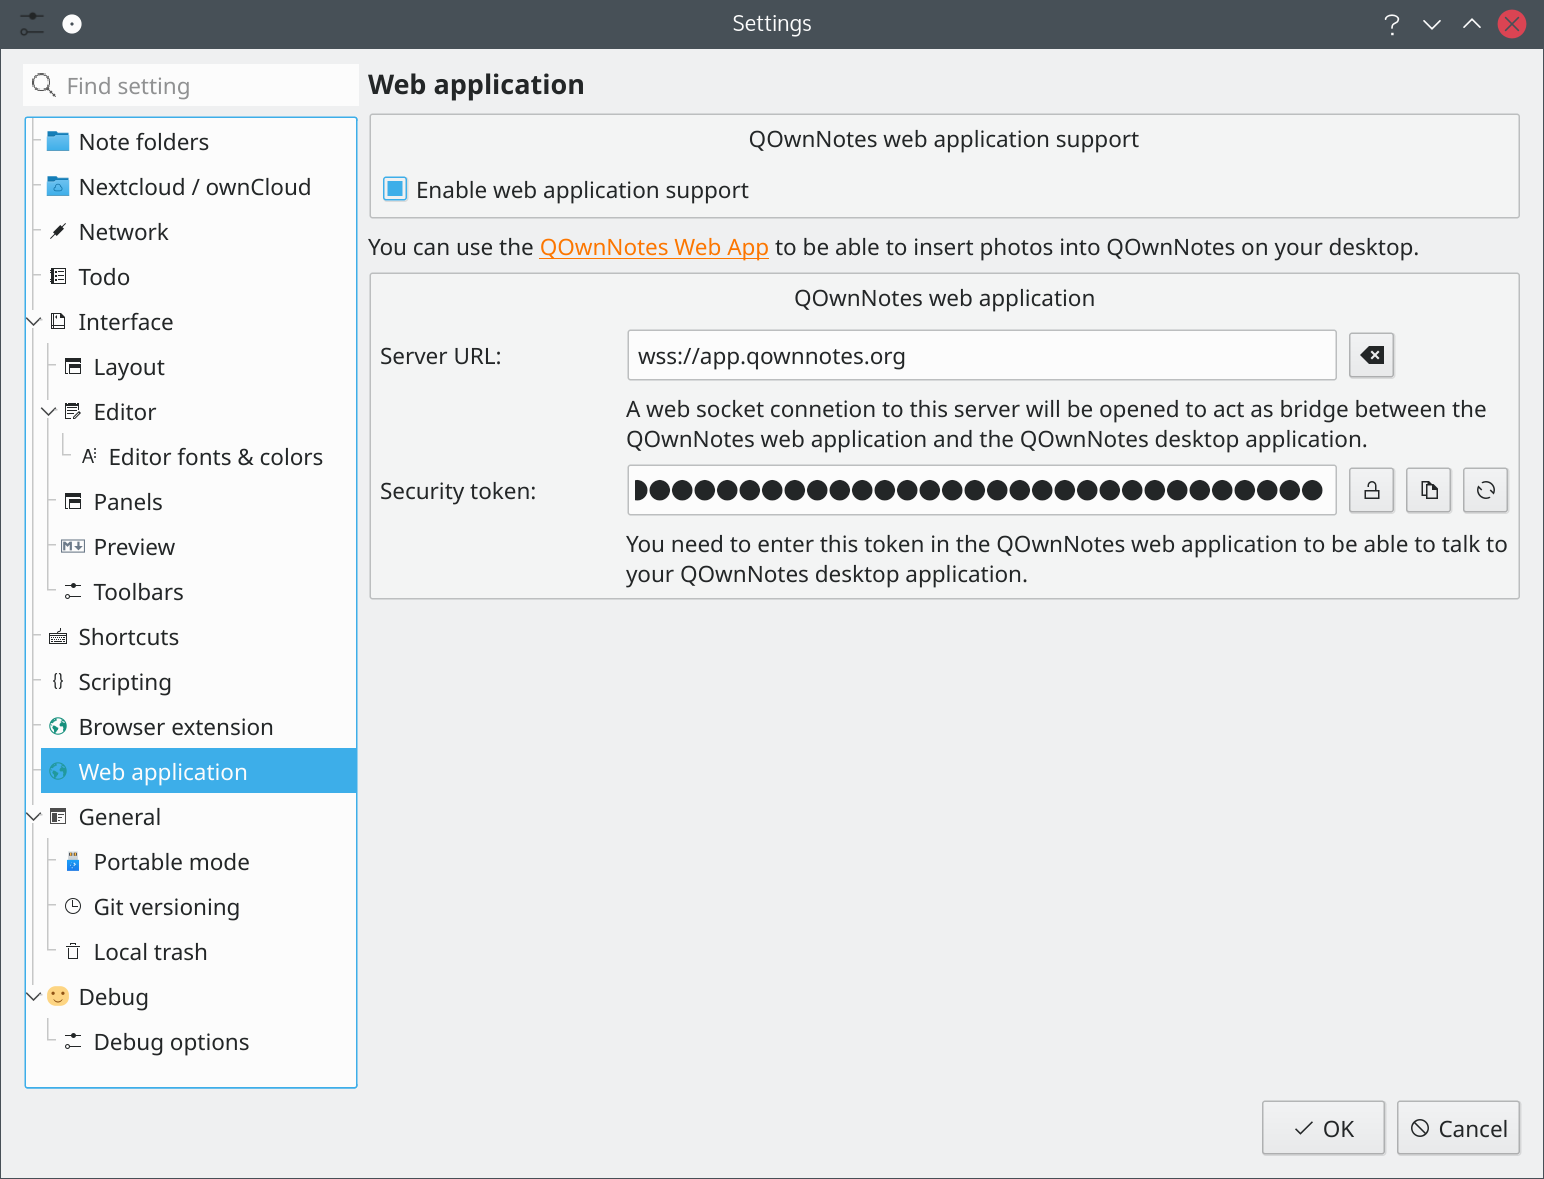 Settings
Find setting
Note folders
Nextcloud / ownCloud
Network
Todo
Interface
Layout
Editor
Editor fonts & colors
Panels
Preview
Toolbars
Shortcuts
Scripting
Browser extension
Web application
General
Portable mode
Git versioning
Local trash
Debug
Debug options
Web application
QOwnNotes web application support
Enable web application support
You can use the QOwnNotes Web App to be able to insert photos into QOwnNotes on your desktop.
QOwnNotes web application
Server URL:
wss://app.qownnotes.org
A web socket connetion to this server will be opened to act as bridge between the
QOwnNotes web application and the QOwnNotes desktop application.
Security token:
You need to enter this token in the QOwnNotes web application to be able to talk to
your QOwnNotes desktop application.
OK
Cancel